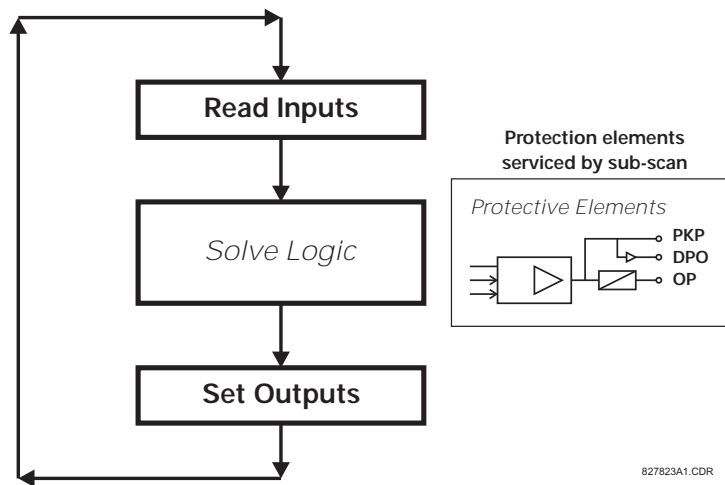 Read Inputs
Protection elements
serviced by sub-scan
Protective Elements
PKP
DPO
OP
Solve Logic
Set Outputs
827823A1.CDR